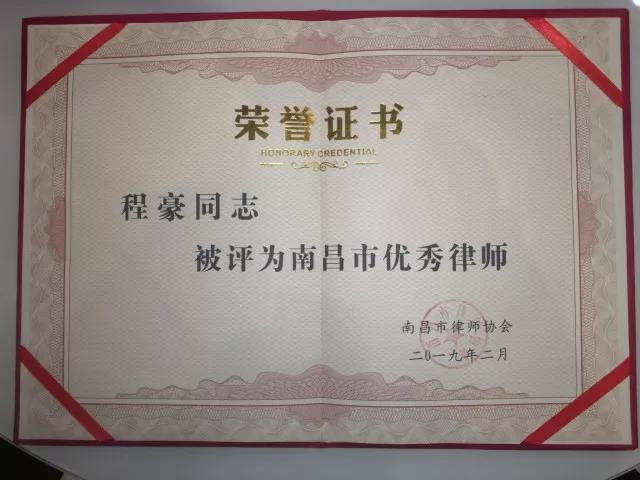 荣誉证书
HONORARY CREDENTIAL
程豪同志
被评为南昌市优秀律师
南昌市律师协会
二0一九年二月